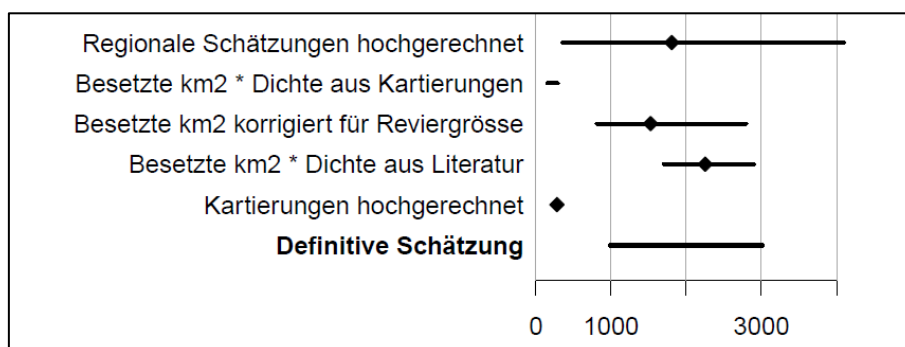 Regionale Schätzungen hochgerechnet
Besetzte km2 * Dichte aus Kartierungen
Besetzte km2 korrigiert für Reviergrösse
Besetzte km2 * Dichte aus Literatur
Kartierungen hochgerechnet
Definitive Schätzung
0 1000 3000